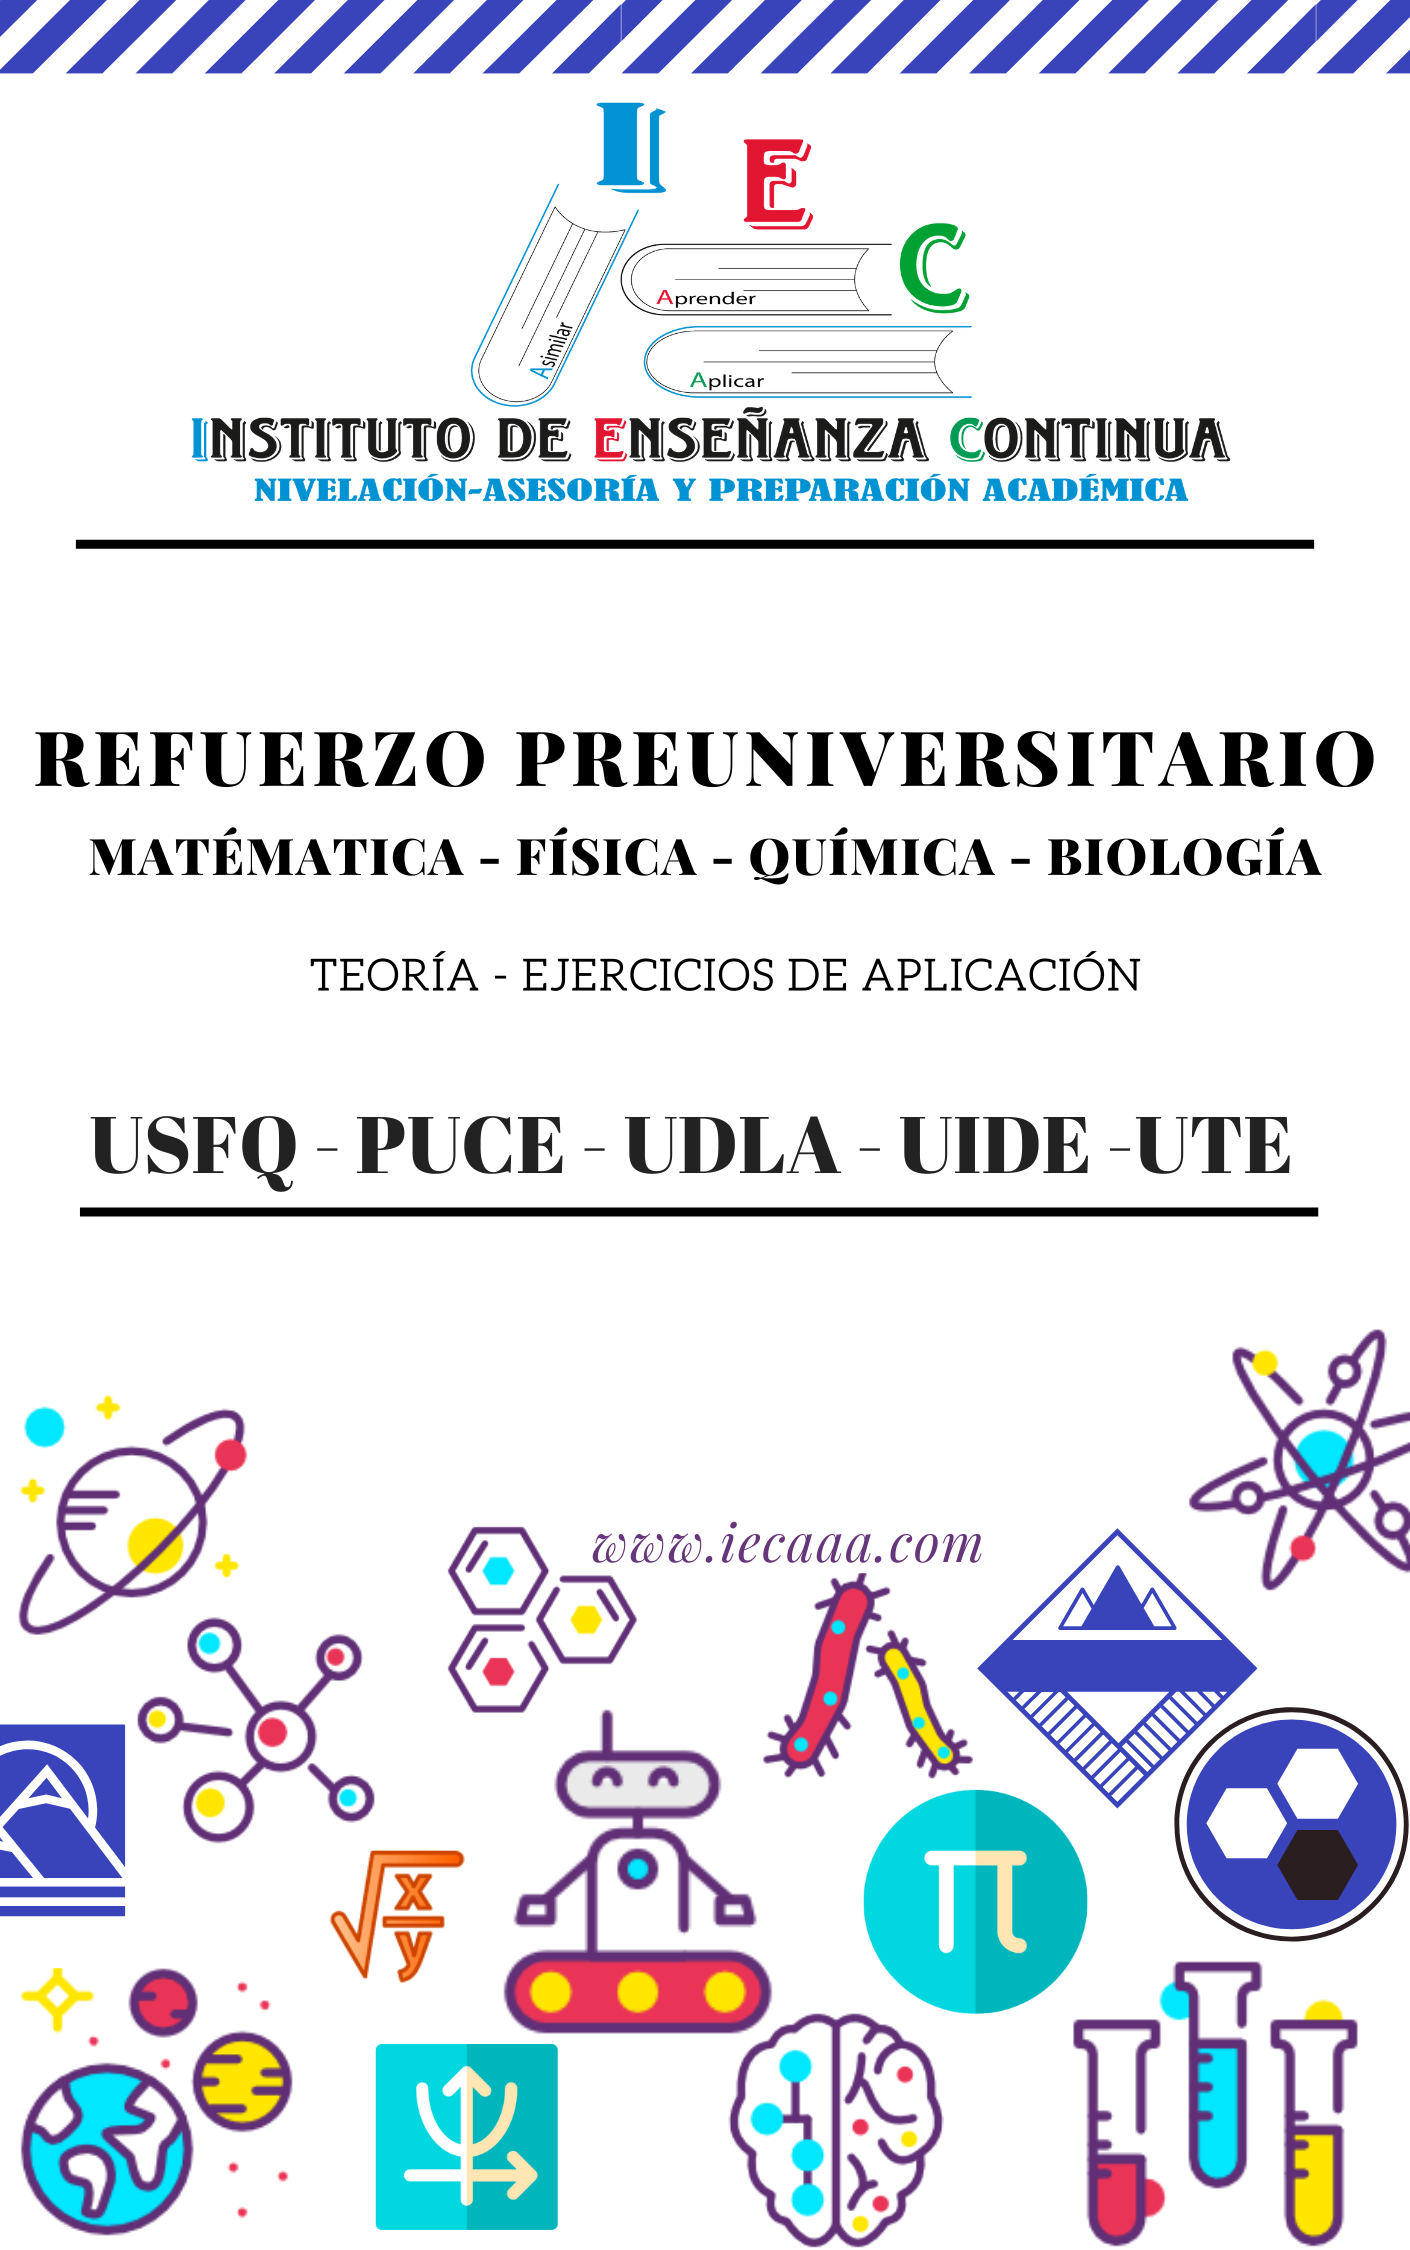 I E C
Asimilar
Aprender
Aplicar
INSTITUTO DE ENSEÑANZA CONTINUA
NIVELACIÓN-ASESORÍA Y PREPARACIÓN ACADÉMICA
REFUERZO PREUNIVERSITARIO
MATÉMATICA - FÍSICA - QUÍMICA - BIOLOGÍA
TEORÍA - EJERCICIOS DE APLICACIÓN
USFQ - PUCE - UDLA - UIDE -UTE
www.iecaaa.com
√x/y
π